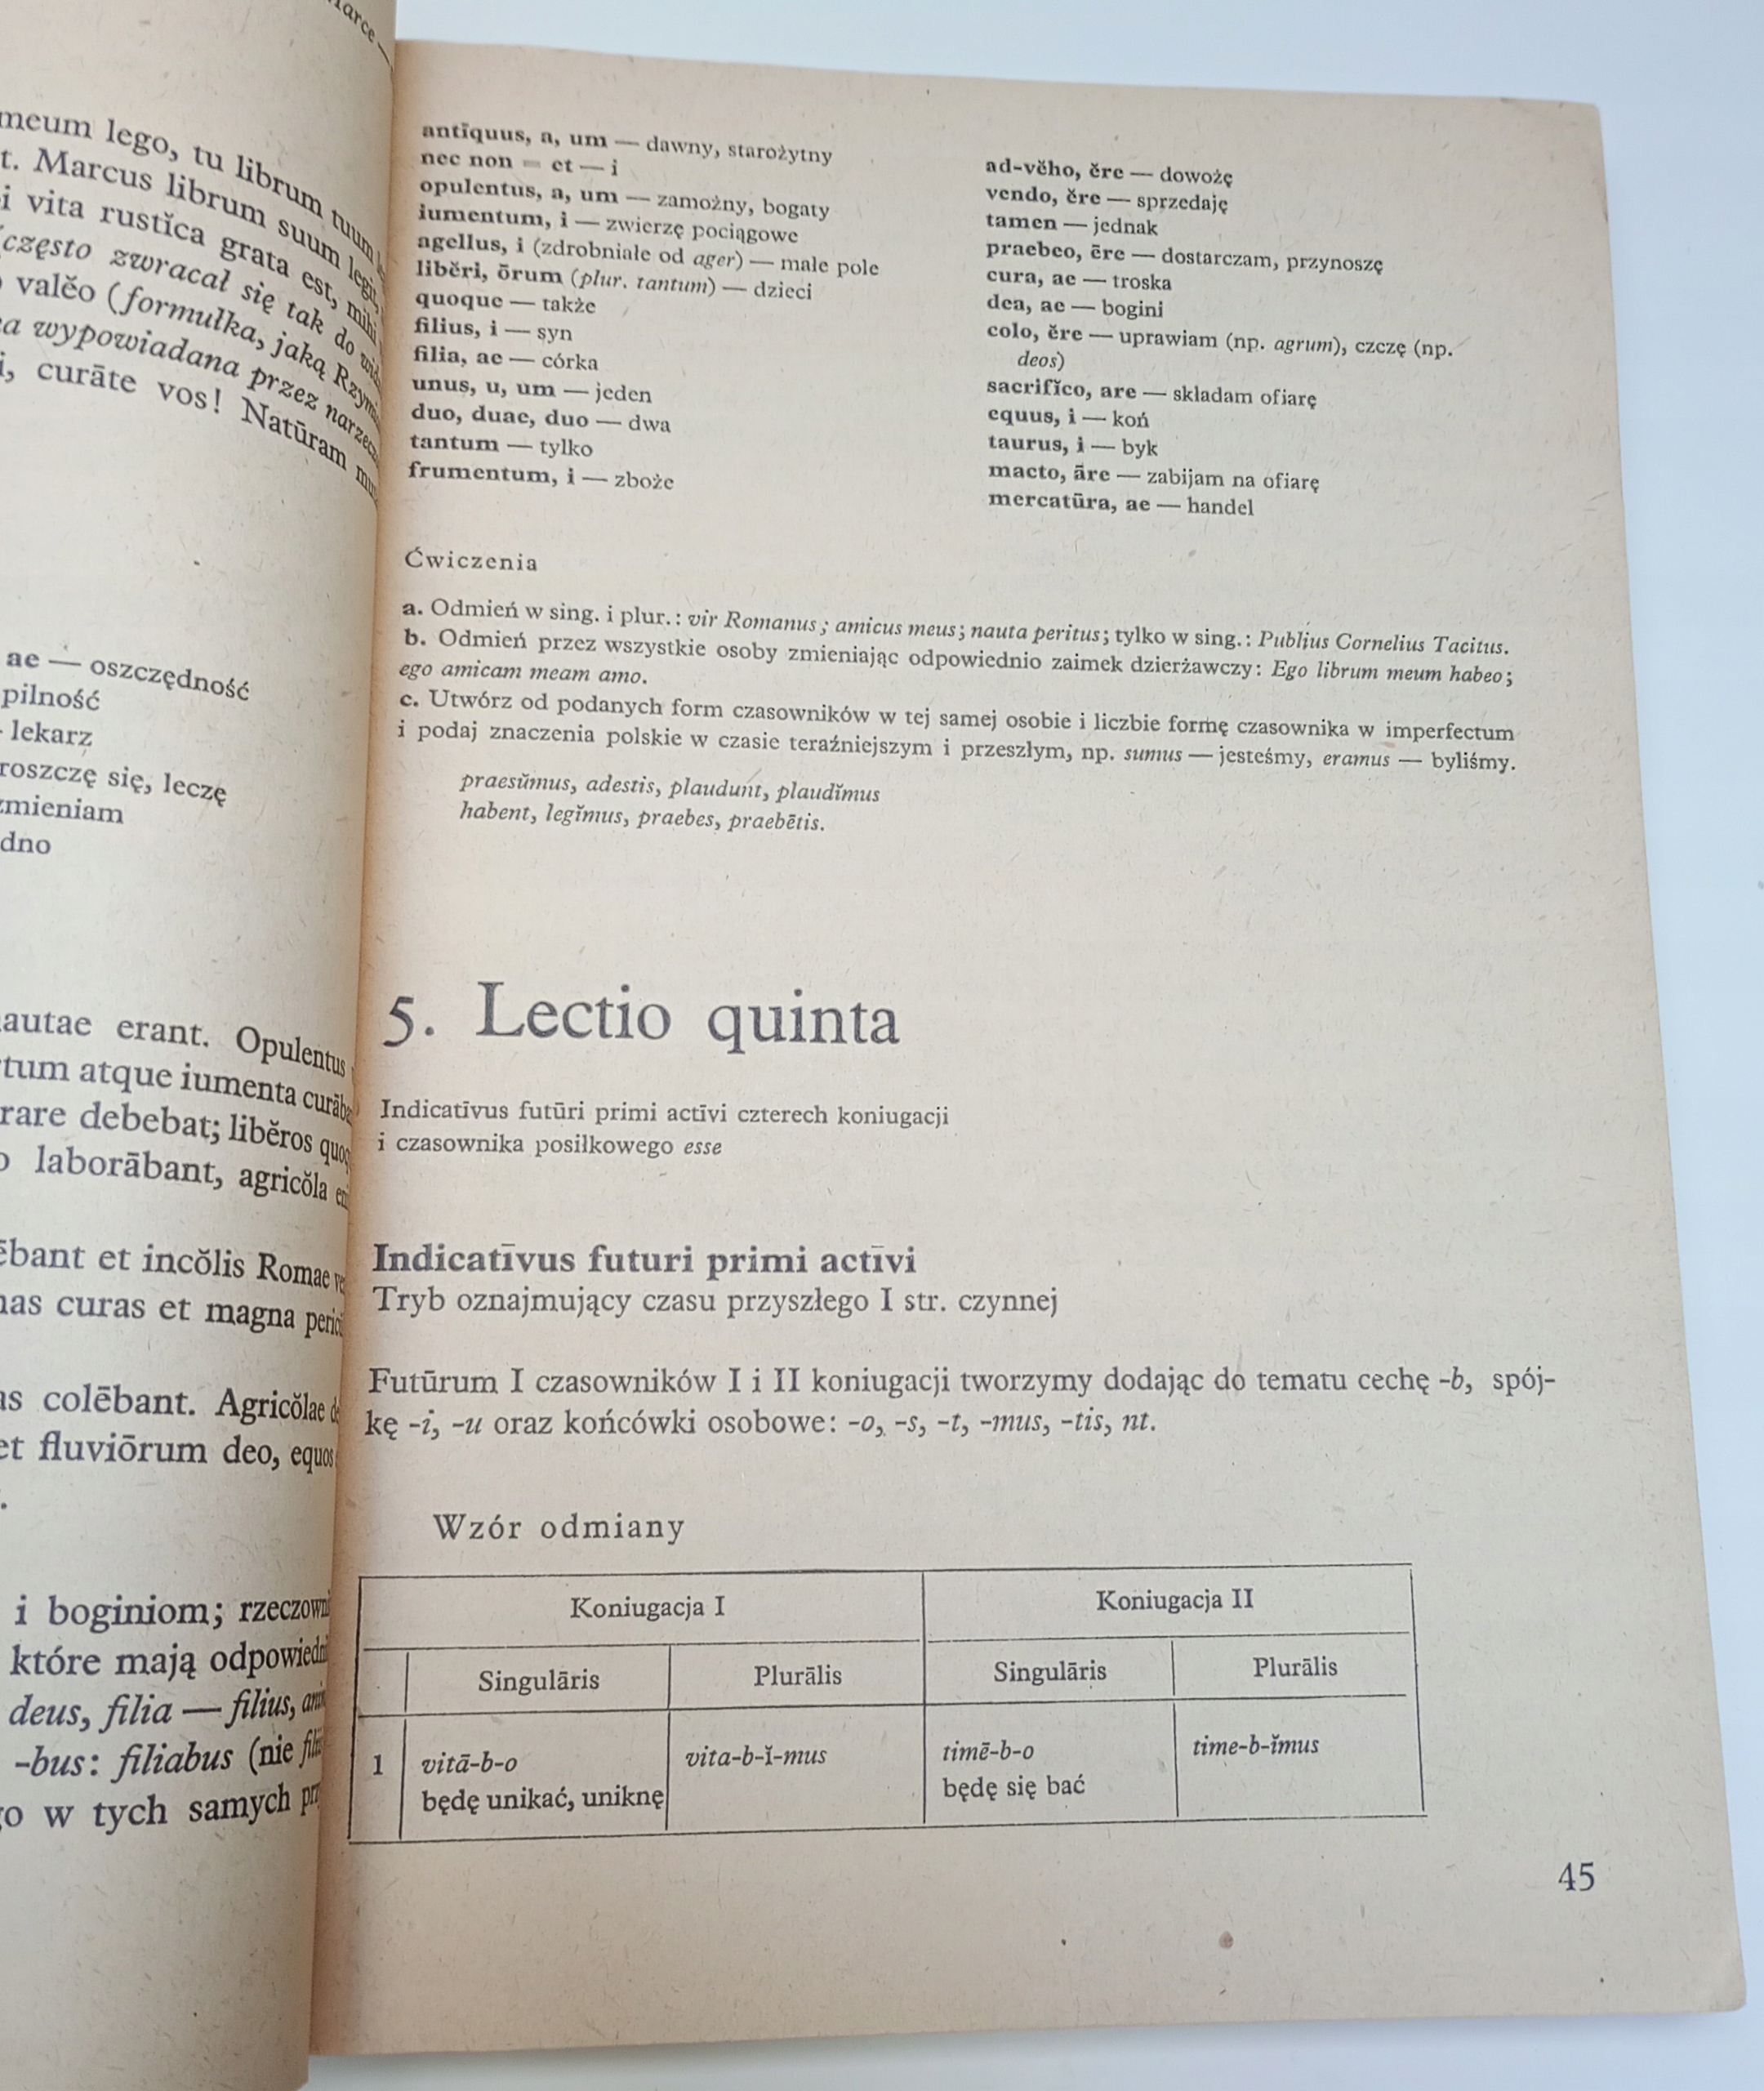 arce —
meum lego, tu librum tuum
t. Marcus librum suum legit,
i vita rustĭca grata est, mihi
często zwracał się tak do
valĕo (formułka, jaką
a wypowiadana przez
i, curāte vos! Natūram
ae — oszczędność
pilność
lekarz
roszczę się, leczę
zmieniam
dno
autae erant. Opulentus
tum atque iumenta
rare debebat; libĕros
laborābant, agricŏla
ēbant et incŏlis Romae
nas curas et magna
as colēbant. Agricŏlae
et fluviōrum deo, equos
.
i boginiom; rzeczowni
które mają odpowiedni
deus, filia — filius,
-bus: filiabus (nie
o w tych samych
antīquus, a, um — dawny, starożytny
nec non = et — i
opulentus, a, um — zamożny, bogaty
iumentum, i — zwierzę pociągowe
agellus, i (zdrobniałe od ager) — małe pole
libĕri, ōrum (plur. tantum) — dzieci
quoque — także
filius, i — syn
filia, ae — córka
unus, u, um — jeden
duo, duae, duo — dwa
tantum — tylko
frumentum, i — zboże
ad-vĕho, ĕre — dowożę
vendo, ĕre — sprzedaję
tamen — jednak
praebeo, ēre — dostarczam, przynoszę
cura, ae — troska
dea, ae — bogini
colo, ĕre — uprawiam (np. agrum), czczę (np.
deos)
sacrifĭco, are — składam ofiarę
equus, i — koń
taurus, i — byk
macto, āre — zabijam na ofiarę
mercatūra, ae — handel
Ćwiczenia
a. Odmień w sing. i plur.: vir Romanus; amicus meus; nauta peritus; tylko w sing.: Publius Cornelius Tacitus.
b. Odmień przez wszystkie osoby zmieniając odpowiednio zaimek dzierżawczy: Ego librum meum habeo;
ego amicam meam amo.
c. Utwórz od podanych form czasowników w tej samej osobie i liczbie formę czasownika w imperfectum
i podaj znaczenia polskie w czasie teraźniejszym i przeszłym, np. sumus — jesteśmy, eramus — byliśmy.
praesŭmus, adestis, plaudunt, plaudĭmus
habent, legĭmus, praebes, praebētis.
5. Lectio quinta
Indicatīvus futūri primi actīvi czterech koniugacji
i czasownika posiłkowego esse
Indicatīvus futuri primi actīvi
Tryb oznajmujący czasu przyszłego I str. czynnej
Futūrum I czasowników I i II koniugacji tworzymy dodając do tematu cechę -b, spój-
kę -i, -u oraz końcówki osobowe: -o, -s, -t, -mus, -tis, nt.
Wzór odmiany
Koniugacja I Koniugacja II
Singulāris Plurālis Singulāris Plurālis
1 vitā-b-o vita-b-ĭ-mus timē-b-o time-b-ĭmus
będę unikać, uniknę będę się bać
45